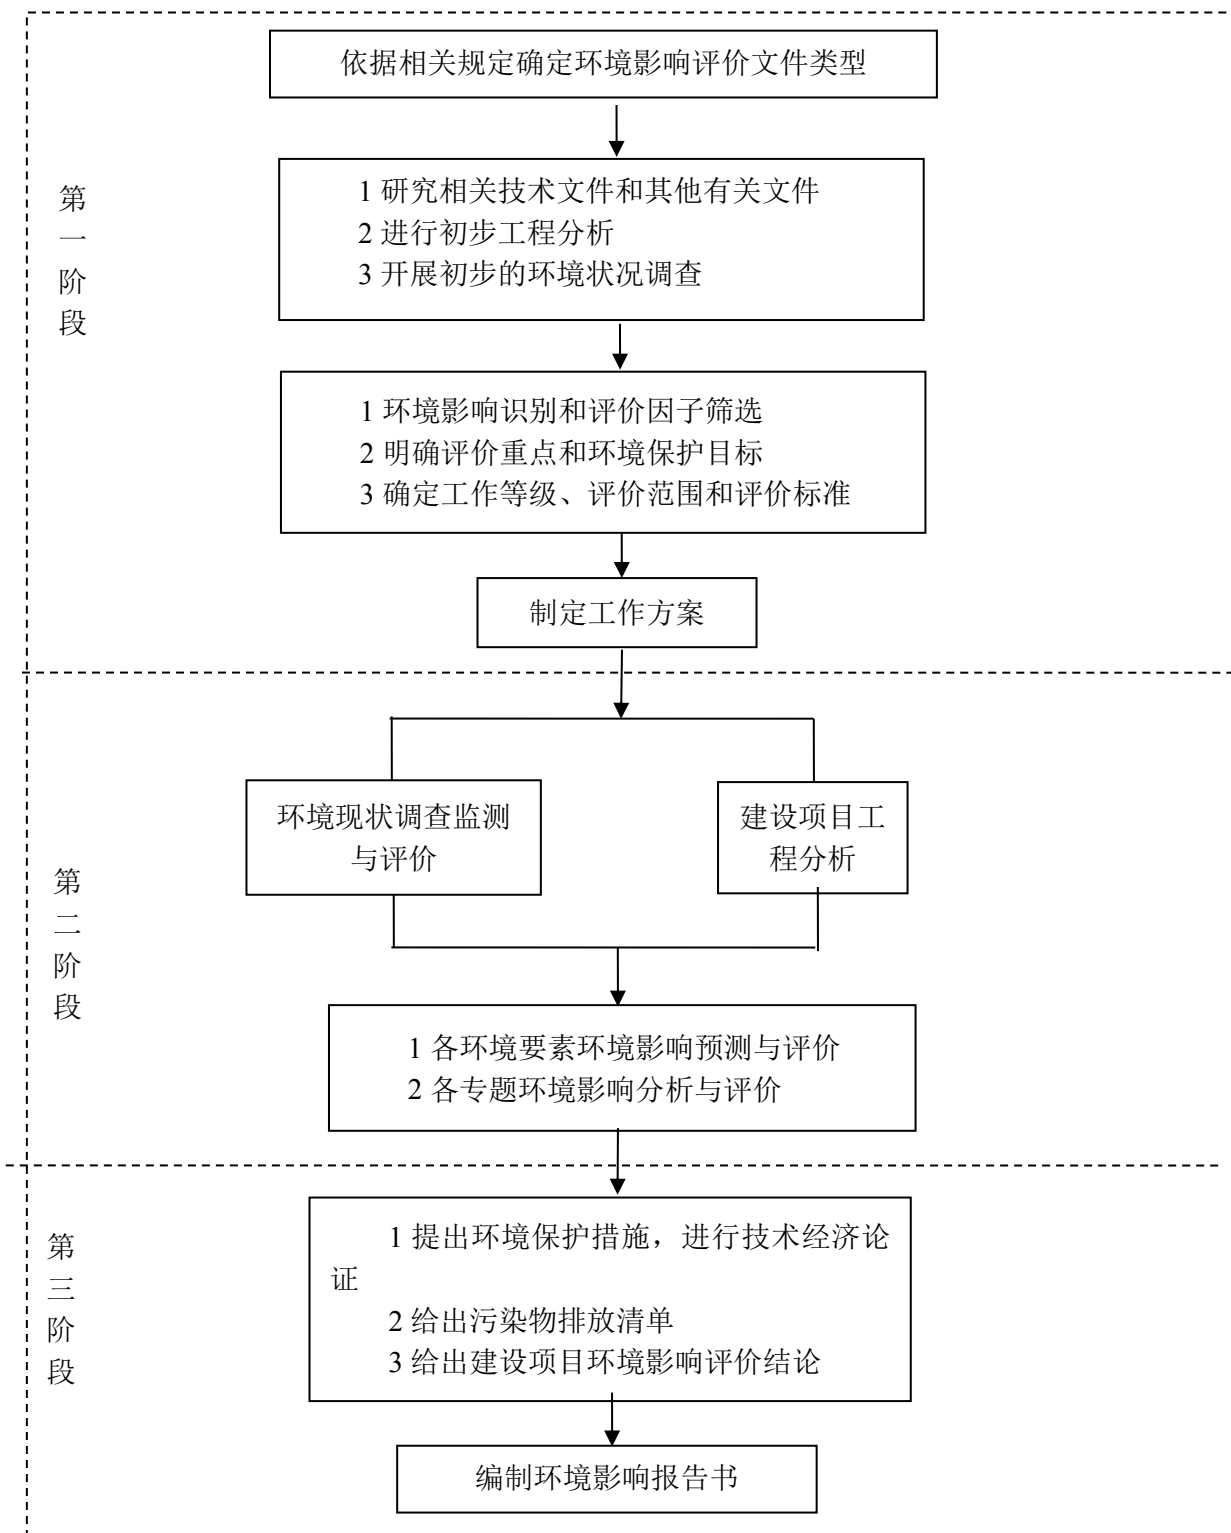 依据相关规定确定环境影响评价文件类型
第一阶段
1 研究相关技术文件和其他有关文件
2 进行初步工程分析
3 开展初步的环境状况调查
1 环境影响识别和评价因子筛选
2 明确评价重点和环境保护目标
3 确定工作等级、评价范围和评价标准
制定工作方案
第二阶段
环境现状调查监测
与评价
建设项目工
程分析
1 各环境要素环境影响预测与评价
2 各专题环境影响分析与评价
第三阶段
1 提出环境保护措施，进行技术经济论
证
2 给出污染物排放清单
3 给出建设项目环境影响评价结论
编制环境影响报告书